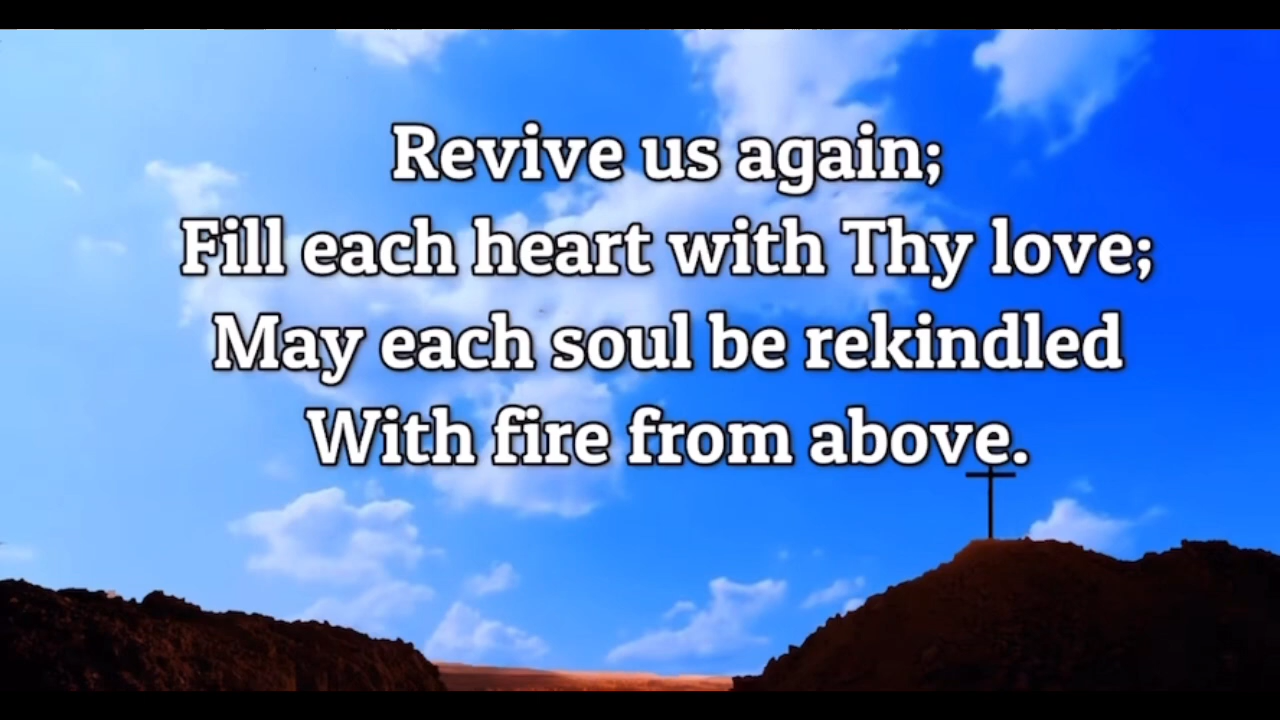 Revive us again;
Fill each heart with Thy love;
May each soul be rekindled
With fire from above.